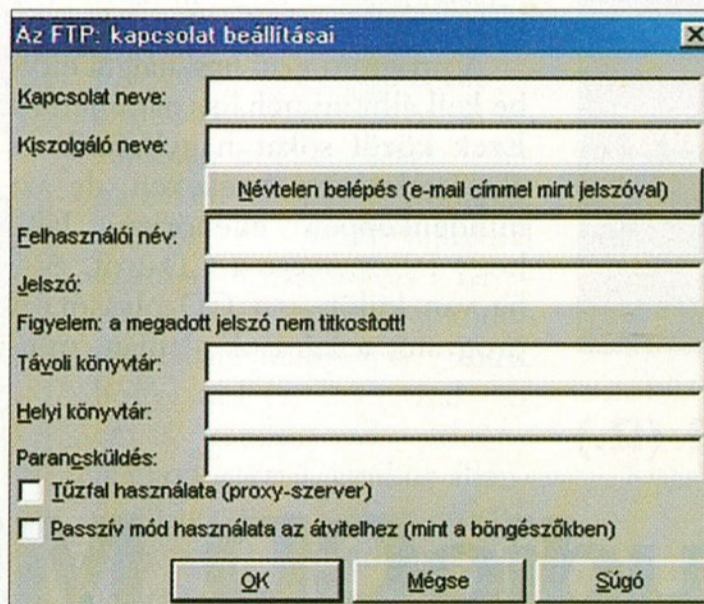 Az FTP: kapcsolat beállításai
Kapcsolat neve:
Kiszolgáló neve:
Névtelen belépés (e-mail címmel mint jelszóval)
Felhasználói név:
Jelszó:
Figyelem: a megadott jelszó nem titkosított!
Távoli könyvtár:
Helyi könyvtár:
Parancsküldés:
Tűzfal használata (proxy-szerver)
Passzív mód használata az átvitelhez (mint a böngészőkben)
OK Mégse Súgó